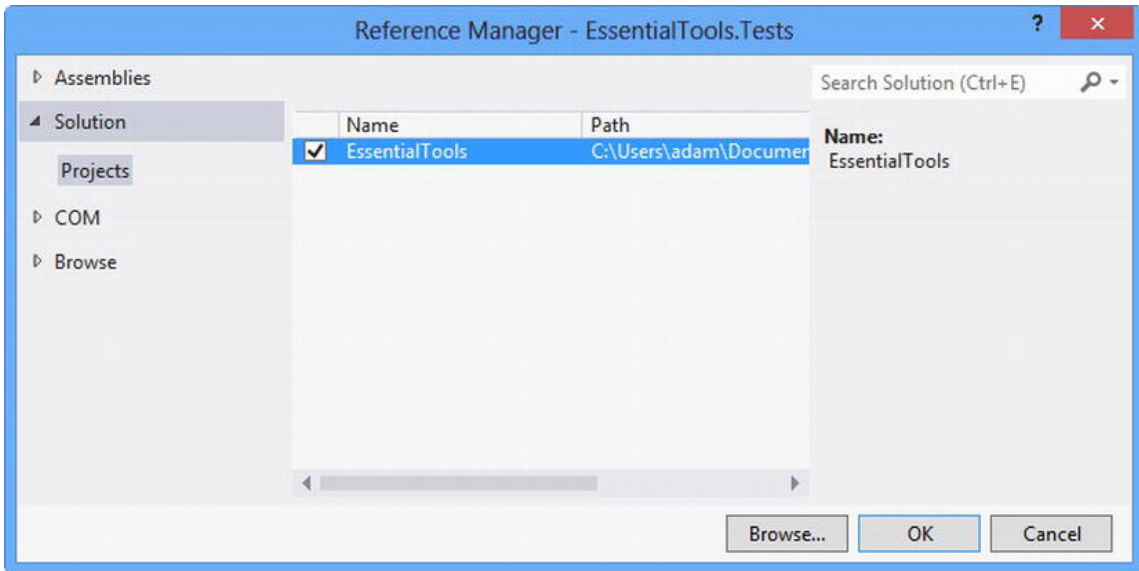 Reference Manager - EssentialTools.Tests
?
Assemblies
Search Solution (Ctrl+E)
Solution
Name
Path
Name:
EssentialTools
C:\Users\adam\Documen
EssentialTools
Projects
COM
Browse
Browse...
OK
Cancel